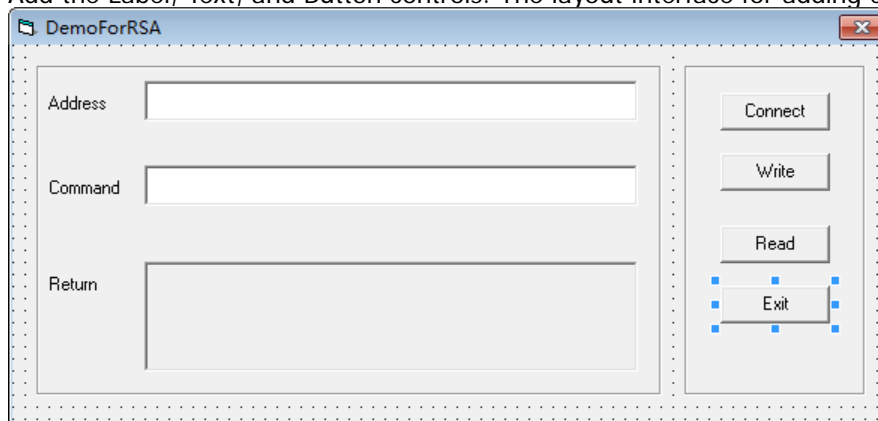 Add the Label, Text, and Button controls. The layout interface for adding
DemoForRSA
Address
Connect
Command
Write
Read
Return
Exit